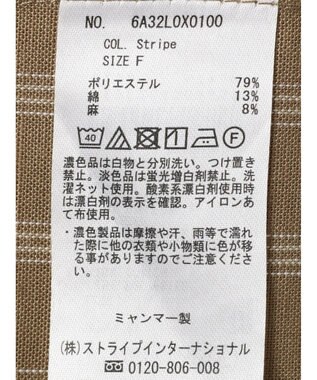 NO. 6A32L0X0100
COL. Stripe
SIZE F
ポリエステル 79%
綿 13%
麻 8%
40 F
濃色品は白物と分別洗い。つけ置き
禁止。淡色品は蛍光増白剤禁止。洗
濯ネット使用。酸素系漂白剤使用時
は漂白剤の表示を確認。アイロンあ
て布使用。
・濃色製品は摩擦や汗、雨等で濡れ
た際に他の衣類や小物類に色が移
る事がありますのでご注意くださ
い。
ミャンマー製
(株)ストライプインターナショナル
0120-806-008